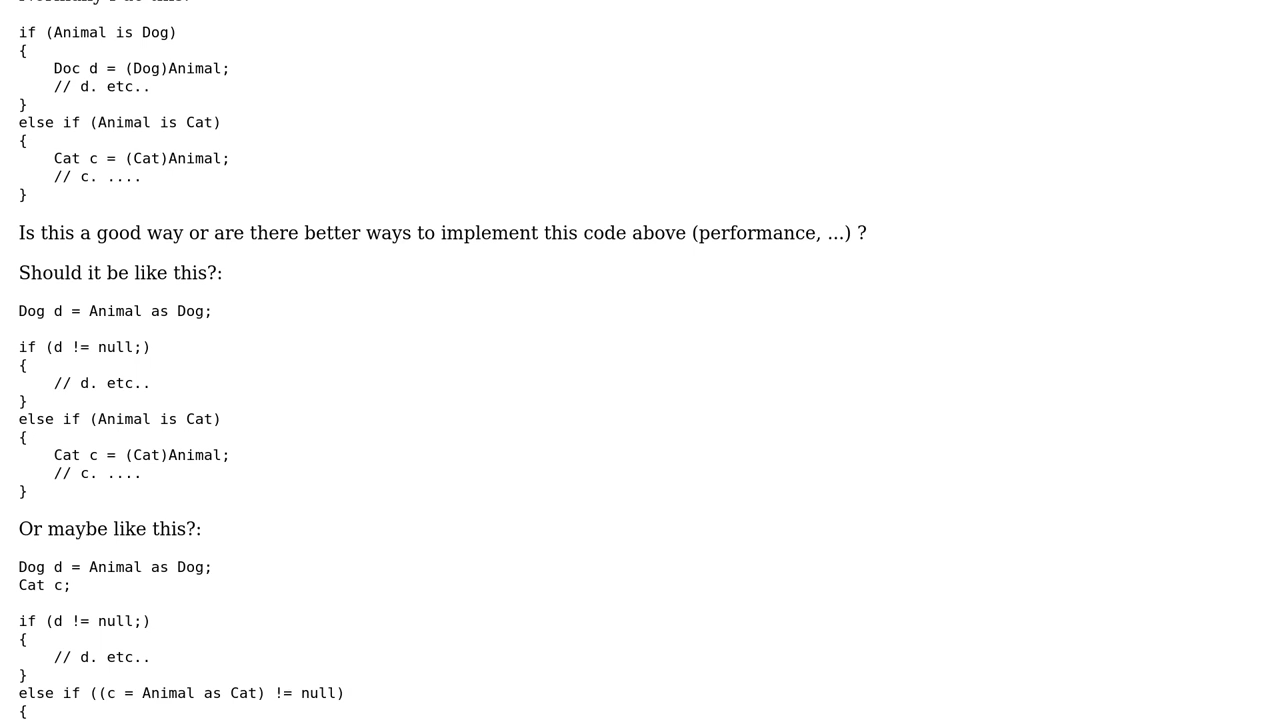 if (Animal is Dog)
{
    Doc d = (Dog)Animal;
    // d. etc..
}
else if (Animal is Cat)
{
    Cat c = (Cat)Animal;
    // c. ....
}
Is this a good way or are there better ways to implement this code above (performance, ...) ?
Should it be like this?:
Dog d = Animal as Dog;
if (d != null;)
{
    // d. etc..
}
else if (Animal is Cat)
{
    Cat c = (Cat)Animal;
    // c. ....
}
Or maybe like this?:
Dog d = Animal as Dog;
Cat c;
if (d != null;)
{
    // d. etc..
}
else if ((c = Animal as Cat) != null)
{